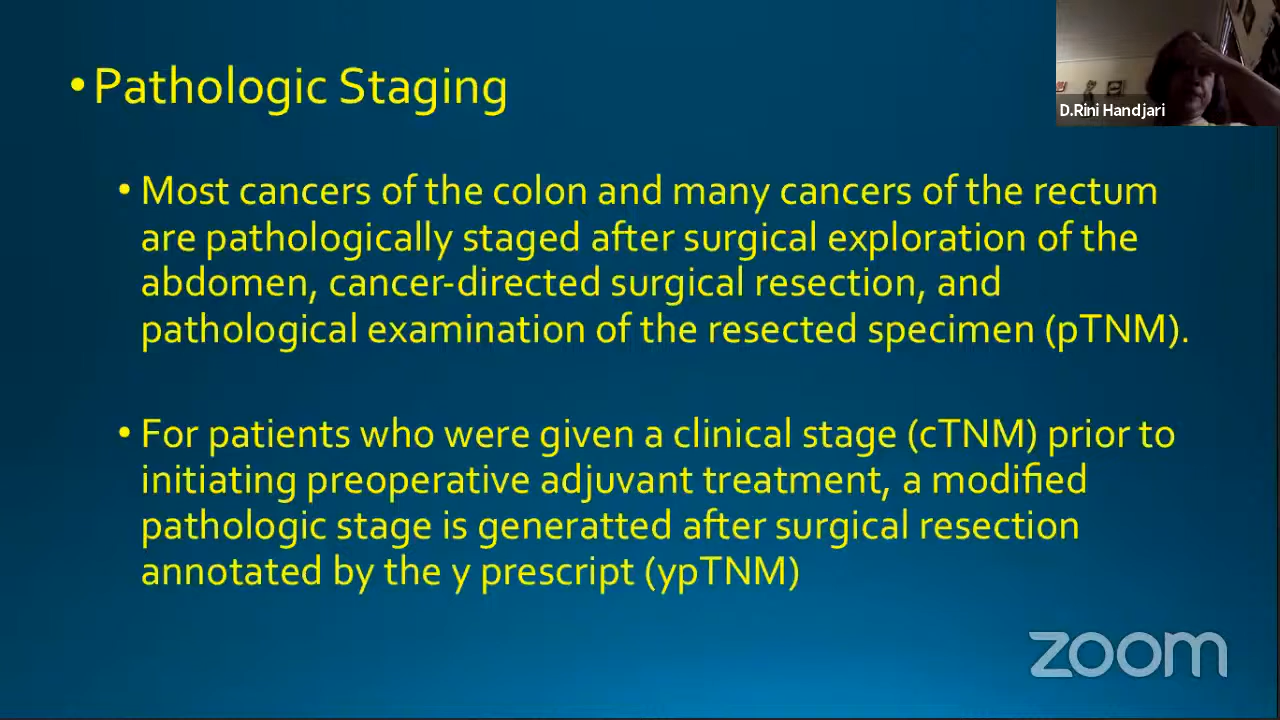 • Pathologic Staging
D.Rini Handjari
• Most cancers of the colon and many cancers of the rectum
are pathologically staged after surgical exploration of the
abdomen, cancer-directed surgical resection, and
pathological examination of the resected specimen (pTNM).
• For patients who were given a clinical stage (cTNM) prior to
initiating preoperative adjuvant treatment, a modified
pathologic stage is generatted after surgical resection
annotated by the y prescript (ypTNM)
zoom